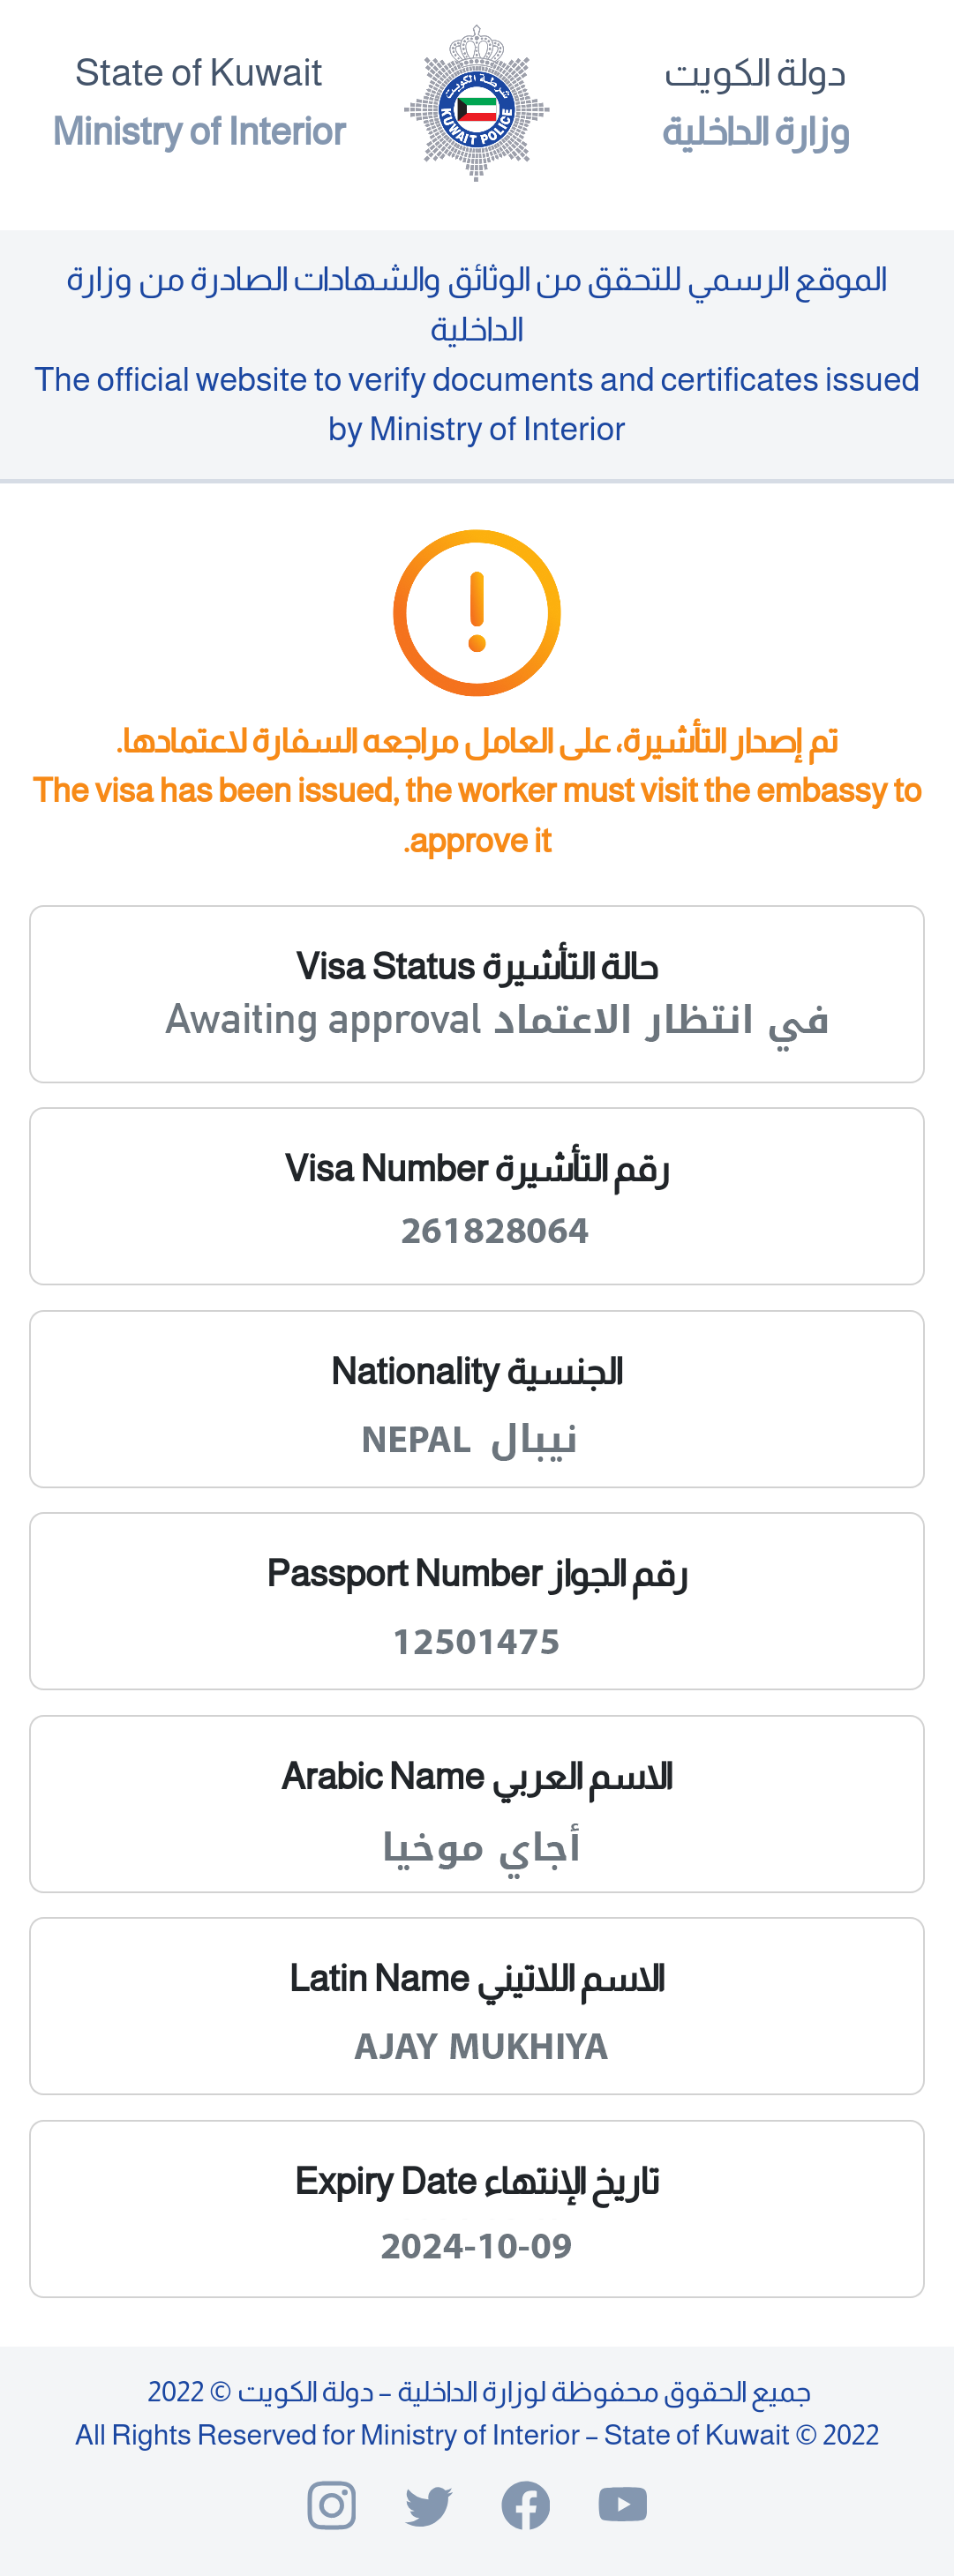 State of Kuwait
Ministry of Interior
شرطة الكويت
KUWAIT POLICE
دولة الكويت
وزارة الداخلية
الموقع الرسمي للتحقق من الوثائق والشهادات الصادرة من وزارة
الداخلية
The official website to verify documents and certificates issued
by Ministry of Interior
تم إصدار التأشيرة، على العامل مراجعه السفارة لاعتمادها.
The visa has been issued, the worker must visit the embassy to
.approve it
Visa Status حالة التأشيرة
Awaiting approval في انتظار الاعتماد
Visa Number رقم التأشيرة
261828064
Nationality الجنسية
NEPAL نيبال
Passport Number رقم الجواز
12501475
Arabic Name الاسم العربي
أجاي موخيا
Latin Name الاسم اللاتيني
AJAY MUKHIYA
Expiry Date تاريخ الإنتهاء
2024-10-09
جميع الحقوق محفوظة لوزارة الداخلية – دولة الكويت © 2022
All Rights Reserved for Ministry of Interior – State of Kuwait © 2022